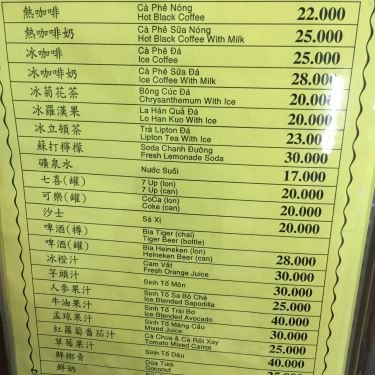 熱咖啡 Cà Phê Nóng 22.000
Hot Black Coffee
熱咖啡奶 Cà Phê Sữa Nóng 25.000
Hot Black Coffee With Milk
冰咖啡 Cà Phê Đá 25.000
Ice Coffee
冰咖啡奶 Cà Phê Sữa Đá 28.000
Ice Coffee With Milk
冰菊花茶 Bông Cúc Đá 20.000
Chrysanthemum With Ice
冰羅漢果 La Hán Quả Đá 20.000
Lo Han Kuo With Ice
冰立頓茶 Trà Lipton Đá 23.000
Lipton Tea With Ice
蘇打檸檬 Soda Chanh Đường 30.000
Fresh Lemonade Soda
礦泉水 Nước Suối 17.000
七喜(罐) 7 Up (lon) 20.000
7 Up (can)
可樂(罐) CoCa (lon) 20.000
Coke (can)
沙士 Sá Xị 20.000
啤酒(樽) Bia Tiger (chai)
Tiger Beer (bottle)
啤酒(罐) Bia Heineken (lon)
Heineken Beer (can)
冰橙汁 Cam Vắt 28.000
Fresh Orange Juice
芋頭汁 Sinh Tố Môn 30.000
人參果汁 Sinh Tố Sa Bô Chê 30.000
Ice Blended Sapodilla
牛油果汁 Sinh Tố Trái Bơ 25.000
Ice Blended Avocado
Sinh Tố Mãng Cầu 40.000
Mixed Juice
紅蘿蔔番茄汁 Cà Chua & Cà Rốt Xay 30.000
Tomato Mixed Carrot
草莓果汁 Sinh Tố Dâu 25.000
鮮椰青 Dừa Tươi 40.000
Coconut
鮮奶 25.000